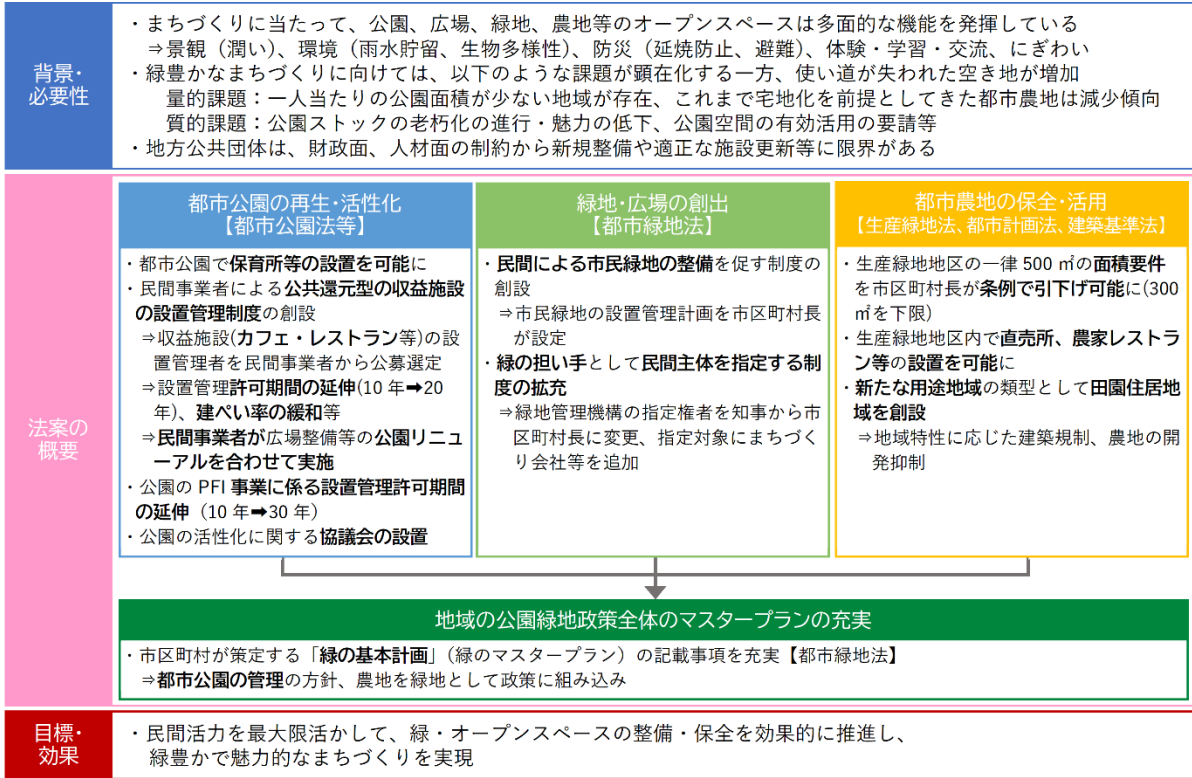 背景・
必要性
・まちづくりに当たって、公園、広場、緑地、農地等のオープンスペースは多面的な機能を発揮している
⇒景観（潤い）、環境（雨水貯留、生物多様性）、防災（延焼防止、避難）、体験・学習・交流、にぎわい
・緑豊かなまちづくりに向けては、以下のような課題が顕在化する一方、使い道が失われた空き地が増加
量的課題：一人当たりの公園面積が少ない地域が存在、これまで宅地化を前提としてきた都市農地は減少傾向
質的課題：公園ストックの老朽化の進行・魅力の低下、公園空間の有効活用の要請等
・地方公共団体は、財政面、人材面の制約から新規整備や適正な施設更新等に限界がある
法案の
概要
都市公園の再生・活性化
【都市公園法等】
・都市公園で保育所等の設置を可能に
・民間事業者による公共還元型の収益施設
の設置管理制度の創設
⇒収益施設(カフェ・レストラン等)の設
置管理者を民間事業者から公募選定
⇒設置管理許可期間の延伸(10 年➡20
年)、建ぺい率の緩和等
⇒民間事業者が広場整備等の公園リニュ
ーアルを合わせて実施
・公園の PFI 事業に係る設置管理許可期間
の延伸（10 年➡30 年）
・公園の活性化に関する協議会の設置
緑地・広場の創出
【都市緑地法】
・民間による市民緑地の整備を促す制度の
創設
⇒市民緑地の設置管理計画を市区町村長
が設定
・緑の担い手として民間主体を指定する制
度の拡充
⇒緑地管理機構の指定権者を知事から市
区町村長に変更、指定対象にまちづく
り会社等を追加
都市農地の保全・活用
【生産緑地法、都市計画法、建築基準法】
・生産緑地地区の一律 500 ㎡の面積要件
を市区町村長が条例で引下げ可能に(300
㎡を下限)
・生産緑地地区内で直売所、農家レストラ
ン等の設置を可能に
・新たな用途地域の類型として田園住居地
域を創設
⇒地域特性に応じた建築規制、農地の開
発抑制
地域の公園緑地政策全体のマスタープランの充実
・市区町村が策定する「緑の基本計画」（緑のマスタープラン）の記載事項を充実【都市緑地法】
⇒都市公園の管理の方針、農地を緑地として政策に組み込み
目標・
効果
・民間活力を最大限活かして、緑・オープンスペースの整備・保全を効果的に推進し、
緑豊かで魅力的なまちづくりを実現